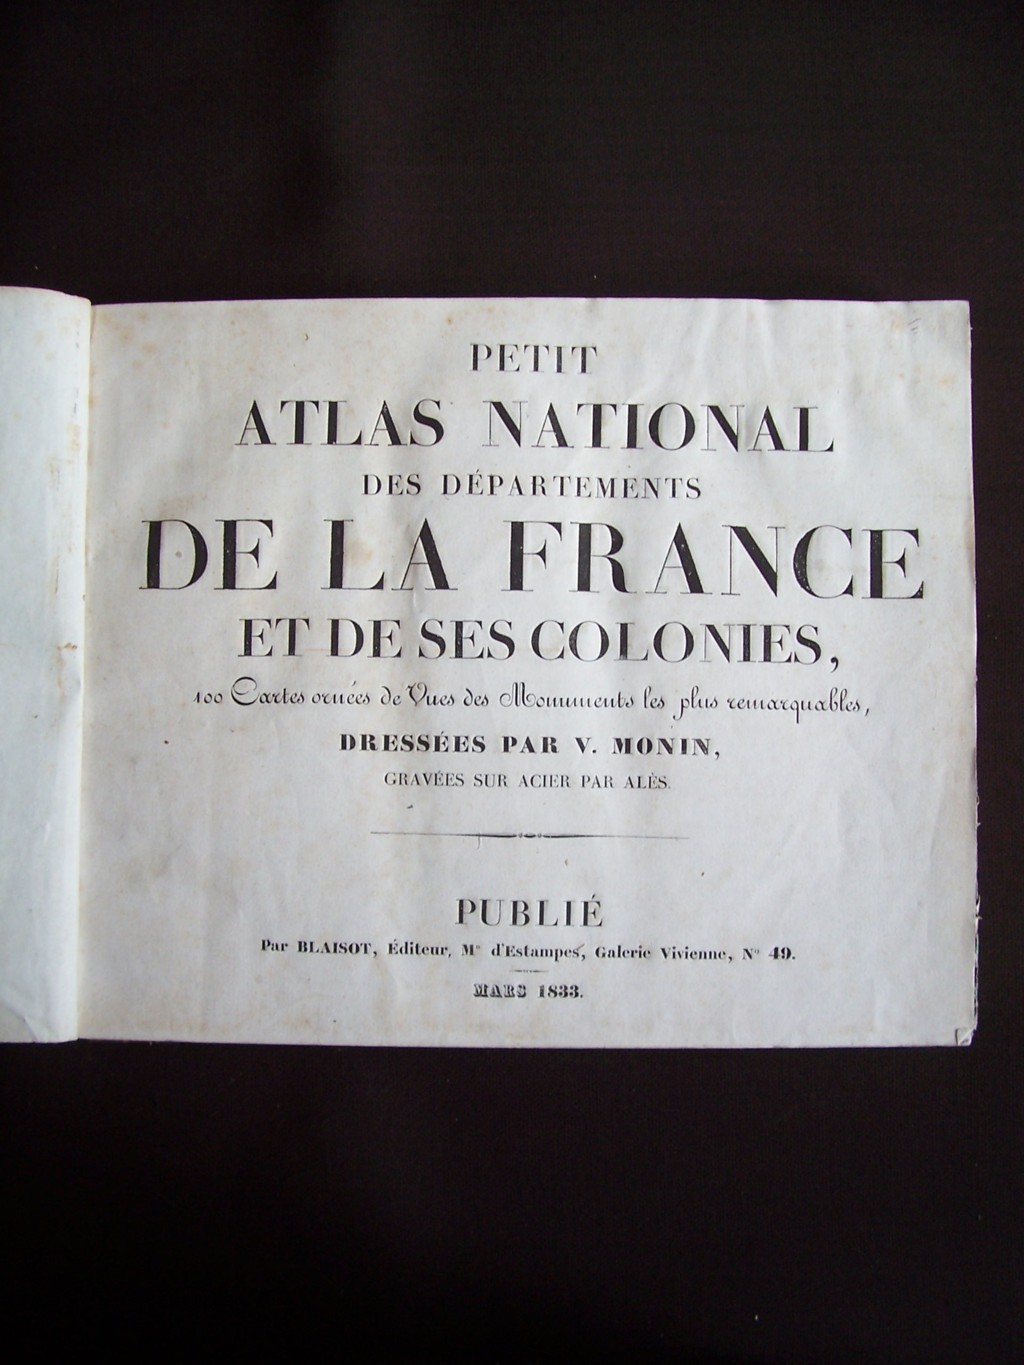 PETIT
ATLAS NATIONAL
DES DÉPARTEMENTS
DE LA FRANCE
ET DE SES COLONIES,
100 Cartes ornées de Vues des Monuments les plus remarquables,
DRESSÉES PAR V. MONIN,
GRAVÉES SUR ACIER PAR ALÈS.
PUBLIÉ
Par BLAISOT, Éditeur, Md d'Estampes, Galerie Vivienne, No 49.
MARS 1833.